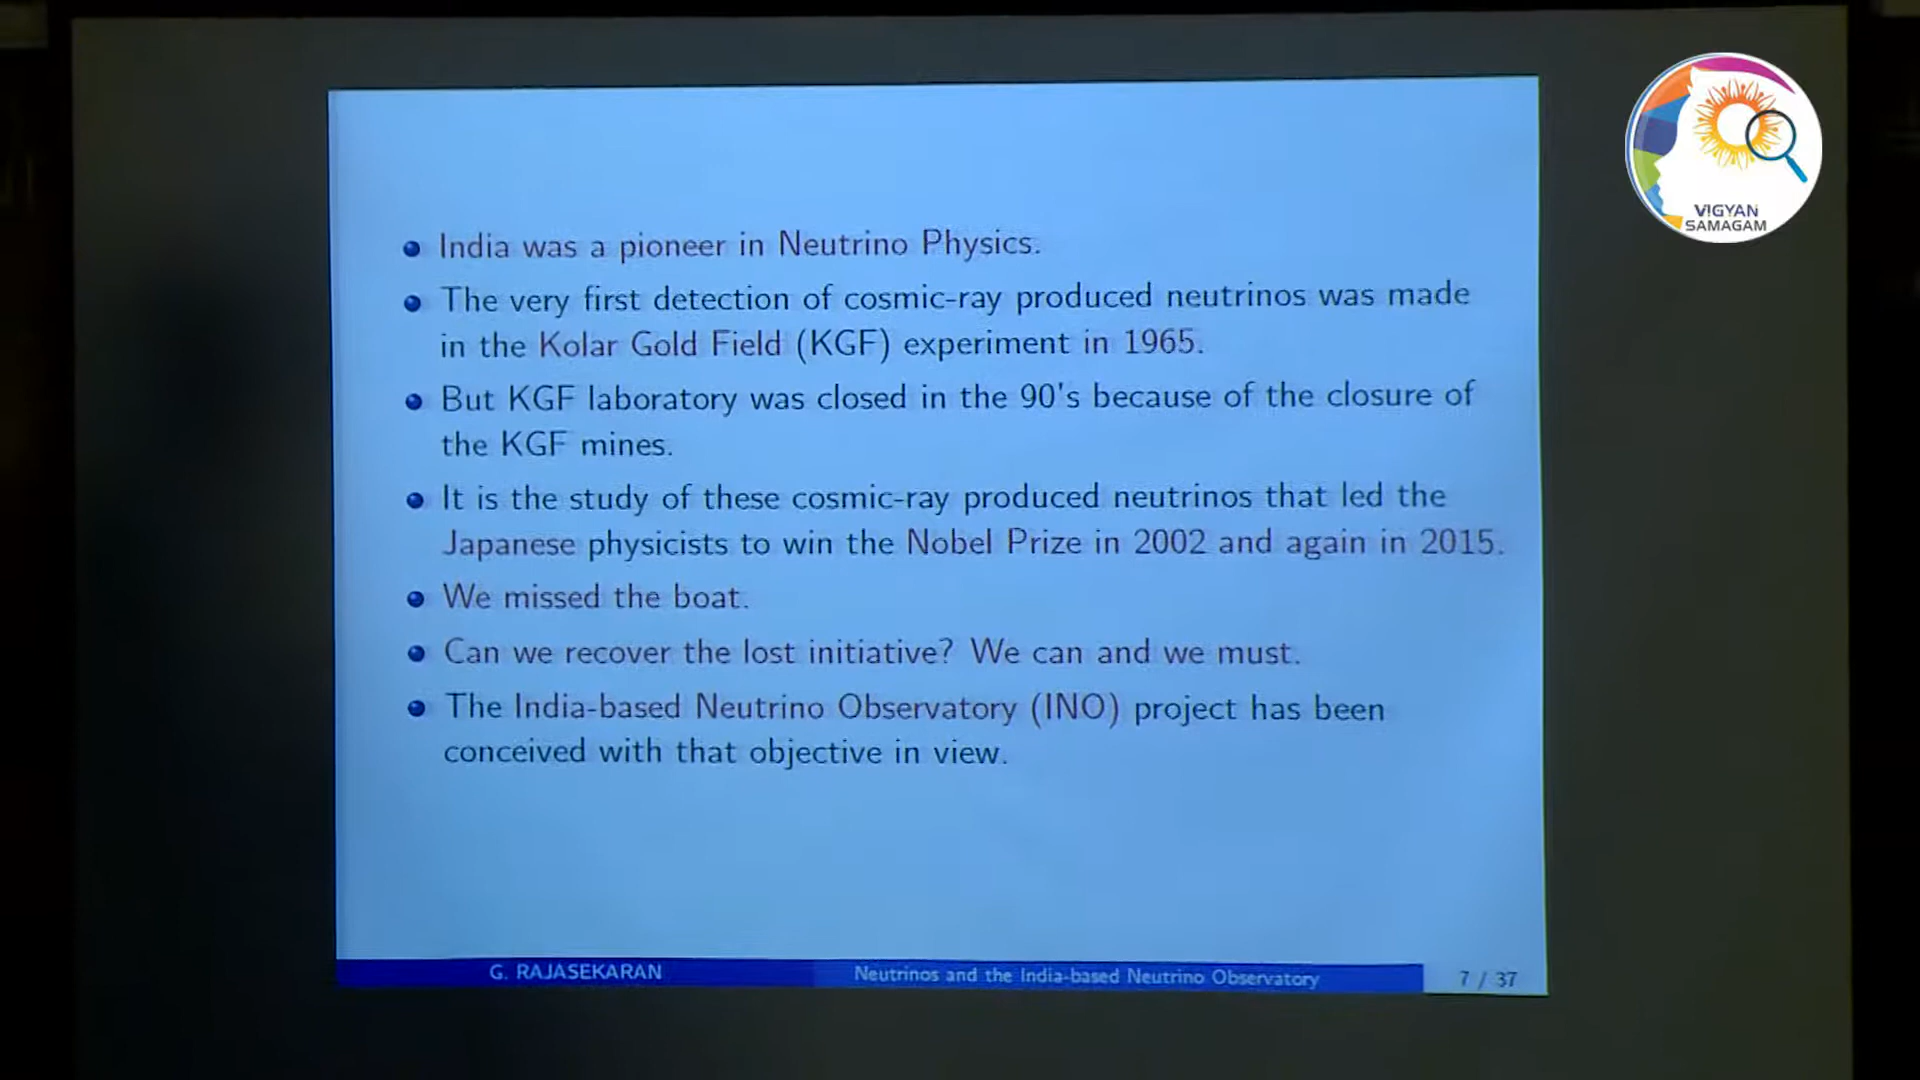 VIGYAN
SAMAGAM
India was a pioneer in Neutrino Physics.
The very first detection of cosmic-ray produced neutrinos was made
in the Kolar Gold Field (KGF) experiment in 1965.
But KGF laboratory was closed in the 90's because of the closure of
the KGF mines.
It is the study of these cosmic-ray produced neutrinos that led the
Japanese physicists to win the Nobel Prize in 2002 and again in 2015.
We missed the boat.
Can we recover the lost initiative? We can and we must.
The India-based Neutrino Observatory (INO) project has been
conceived with that objective in view.
G. RAJASEKARAN Neutrinos and the India-based Neutrino Observatory 7 / 37